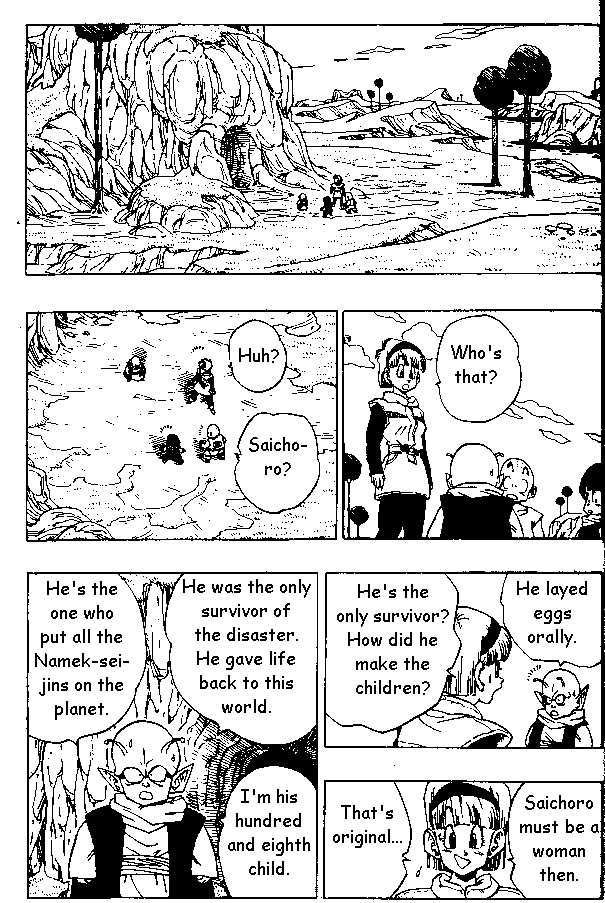 Huh?
Saicho-
ro?
Who's
that?
He's the
one who
put all the
Namek-sei-
jins on the
planet.
He was the only
survivor of
the disaster.
He gave life
back to this
world.
I'm his
hundred
and eighth
child.
He's the
only survivor?
How did he
make the
children?
He layed
eggs
orally.
That's
original...
Saichoro
must be a
woman
then.